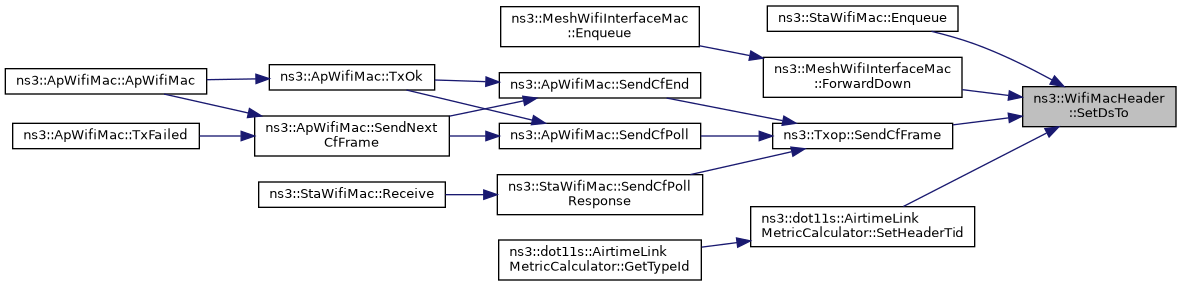 ns3::StaWifiMac::Enqueue
ns3::MeshWifiInterfaceMac
::Enqueue
ns3::MeshWifiInterfaceMac
::ForwardDown
ns3::ApWifiMac::TxOk
ns3::ApWifiMac::ApWifiMac
ns3::ApWifiMac::SendCfEnd
ns3::WifiMacHeader
::SetDsTo
ns3::ApWifiMac::SendNext
CfFrame
ns3::ApWifiMac::TxFailed
ns3::ApWifiMac::SendCfPoll
ns3::Txop::SendCfFrame
ns3::StaWifiMac::Receive
ns3::StaWifiMac::SendCfPoll
Response
ns3::dot11s::AirtimeLink
MetricCalculator::SetHeaderTid
ns3::dot11s::AirtimeLink
MetricCalculator::GetTypeId